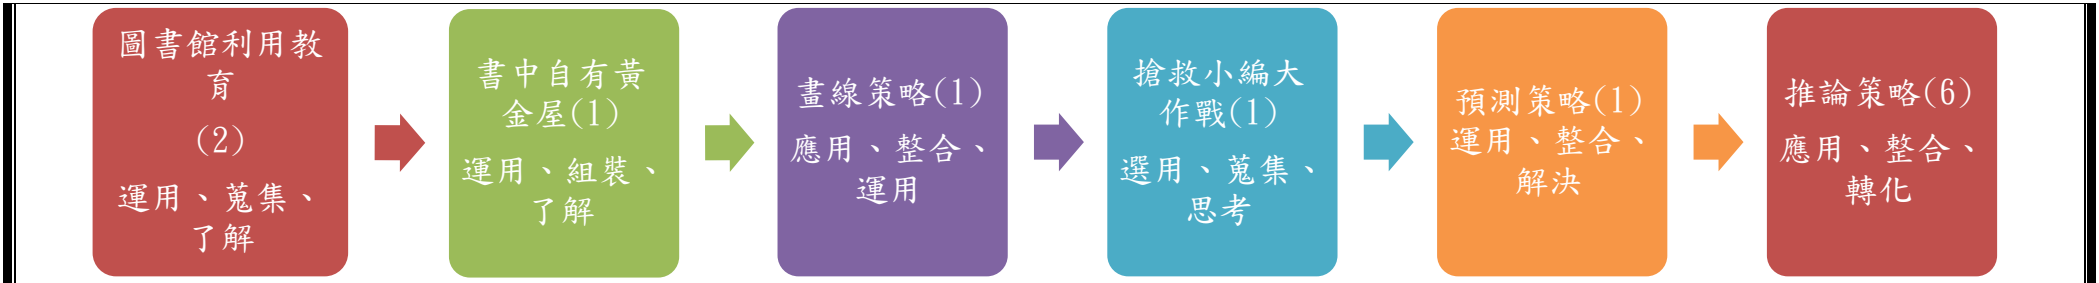 圖書館利用教
育
(2)
運用、蒐集、
了解
書中自有黃
金屋(1)
運用、組裝、
了解
畫線策略(1)
應用、整合、
運用
搶救小編大
作戰(1)
選用、蒐集、
思考
預測策略(1)
運用、整合、
解決
推論策略(6)
應用、整合、
轉化